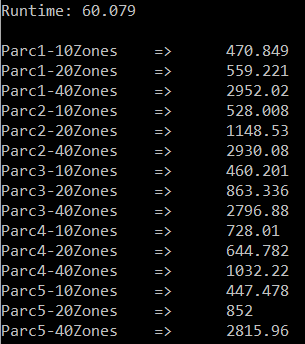 Runtime: 60.079
Parc1-10Zones => 470.849
Parc1-20Zones => 559.221
Parc1-40Zones => 2952.02
Parc2-10Zones => 528.008
Parc2-20Zones => 1148.53
Parc2-40Zones => 2930.08
Parc3-10Zones => 460.201
Parc3-20Zones => 863.336
Parc3-40Zones => 2796.88
Parc4-10Zones => 728.01
Parc4-20Zones => 644.782
Parc4-40Zones => 1032.22
Parc5-10Zones => 447.478
Parc5-20Zones => 852
Parc5-40Zones => 2815.96